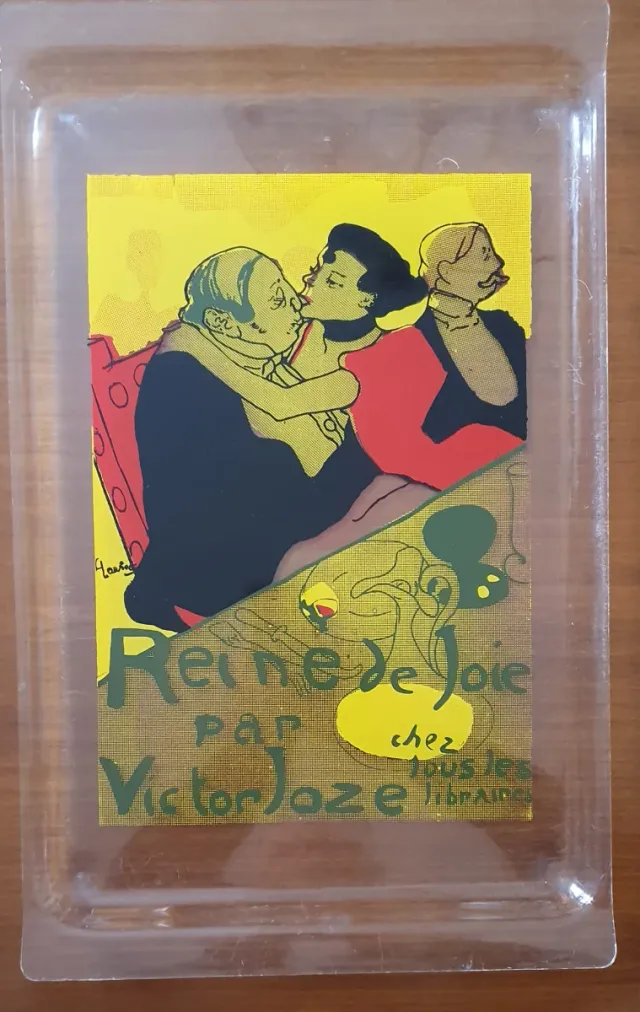 Reine de Joie
par
Victor Joze
chez
tous les
libraires